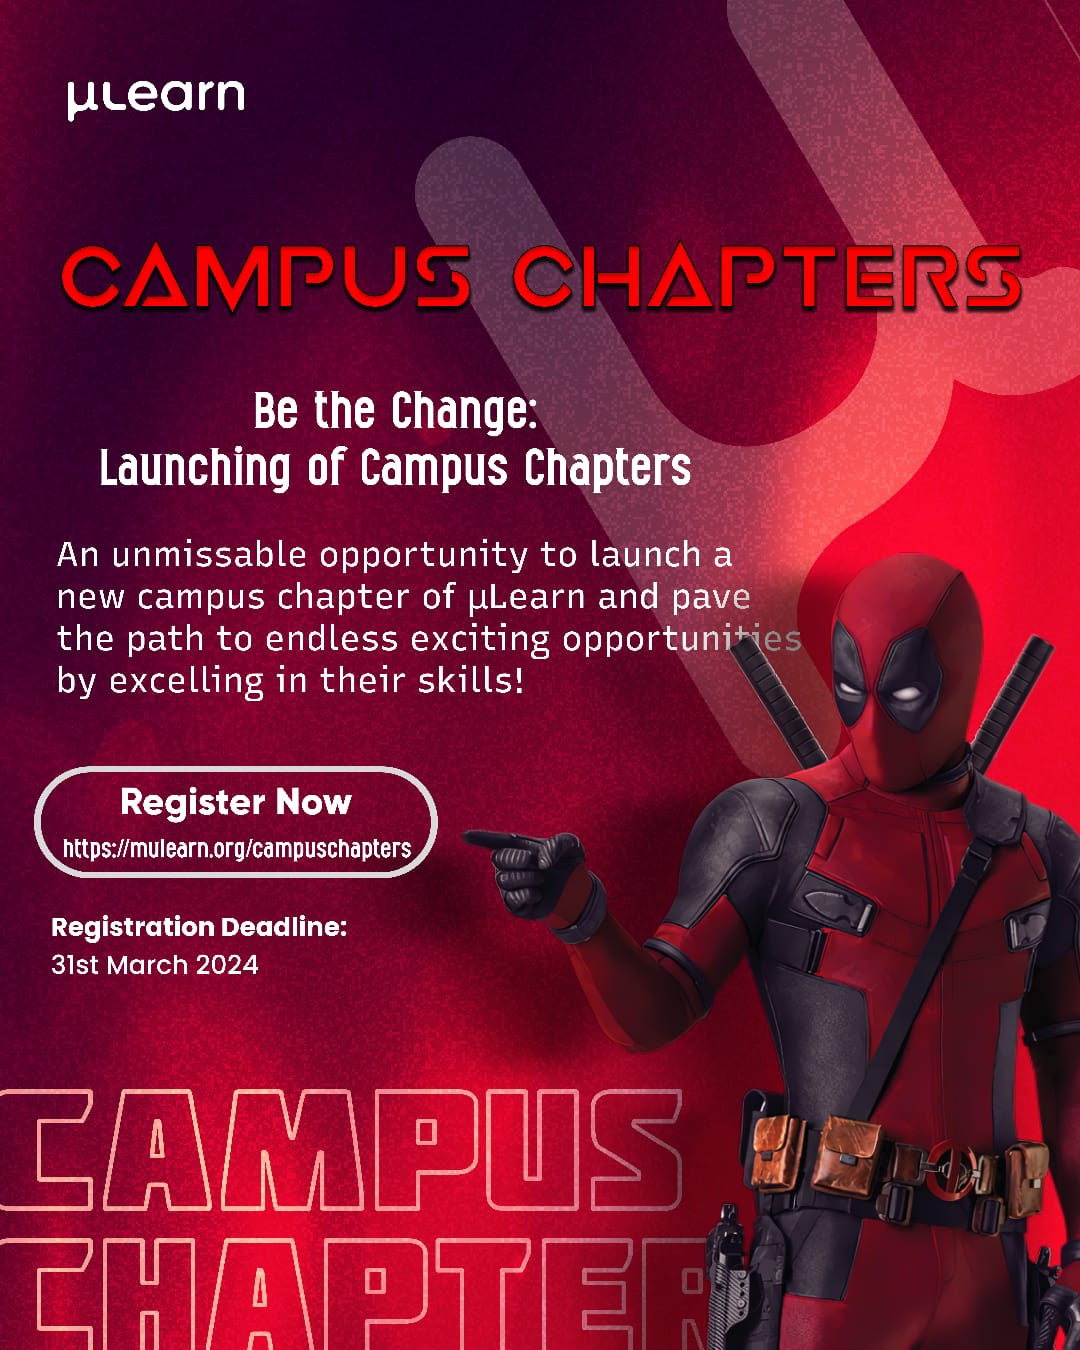 µLearn
CAMPUS CHAPTERS
Be the Change:
Launching of Campus Chapters
An unmissable opportunity to launch a
new campus chapter of µLearn and pave
the path to endless exciting opportunities
by excelling in their skills!
Register Now
https://mulearn.org/campuschapters
Registration Deadline:
31st March 2024
CAMPUS
CHAPTER